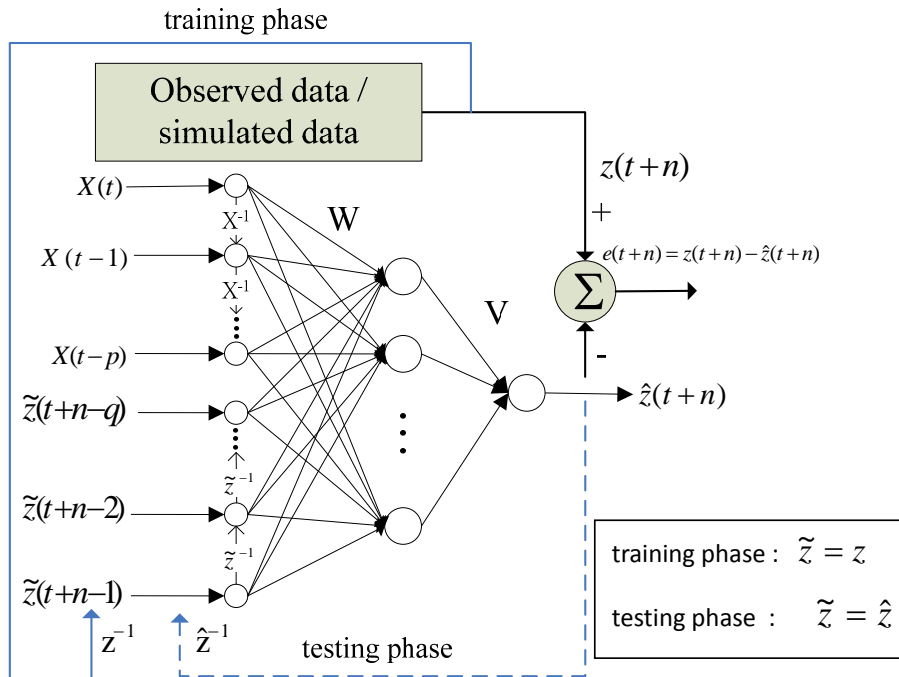 training phase
Observed data /
simulated data
z(t+n)
+
X(t)
W
X⁻¹
X(t−1)
e(t+n) = z(t+n) − ẑ(t+n)
Σ
X⁻¹
V
X(t−p)
-
z̃(t+n−q)
ẑ(t+n)
z̃⁻¹
z̃(t+n−2)
z̃⁻¹
z̃(t+n−1)
z⁻¹
ẑ⁻¹
testing phase
training phase : z̃ = z
testing phase : z̃ = ẑ